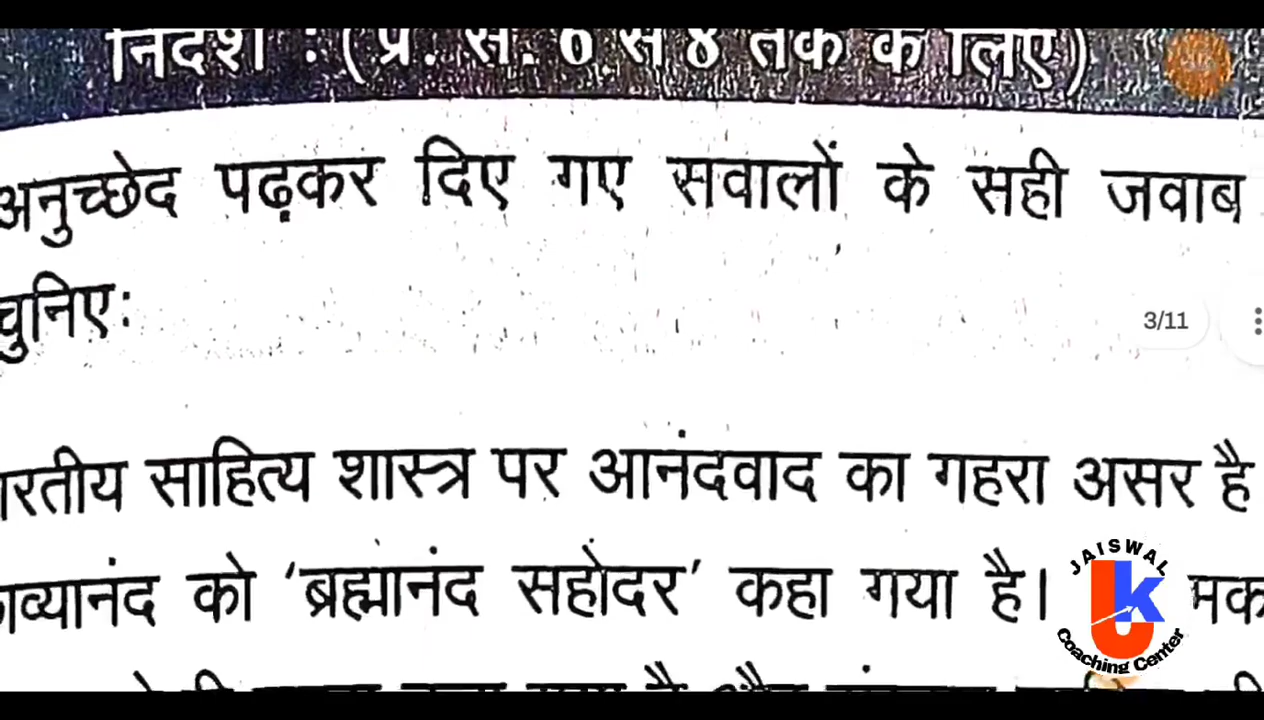 निर्देश : (प्र. सं. 6 से 8 तक के लिए)
अनुच्छेद पढ़कर दिए गए सवालों के सही जवाब
चुनिए:
3/11
रतीय साहित्य शास्त्र पर आनंदवाद का गहरा असर है
व्यानंद को ‘ब्रह्मानंद सहोदर’ कहा गया है।
JAISWAL
UK
Coaching Center